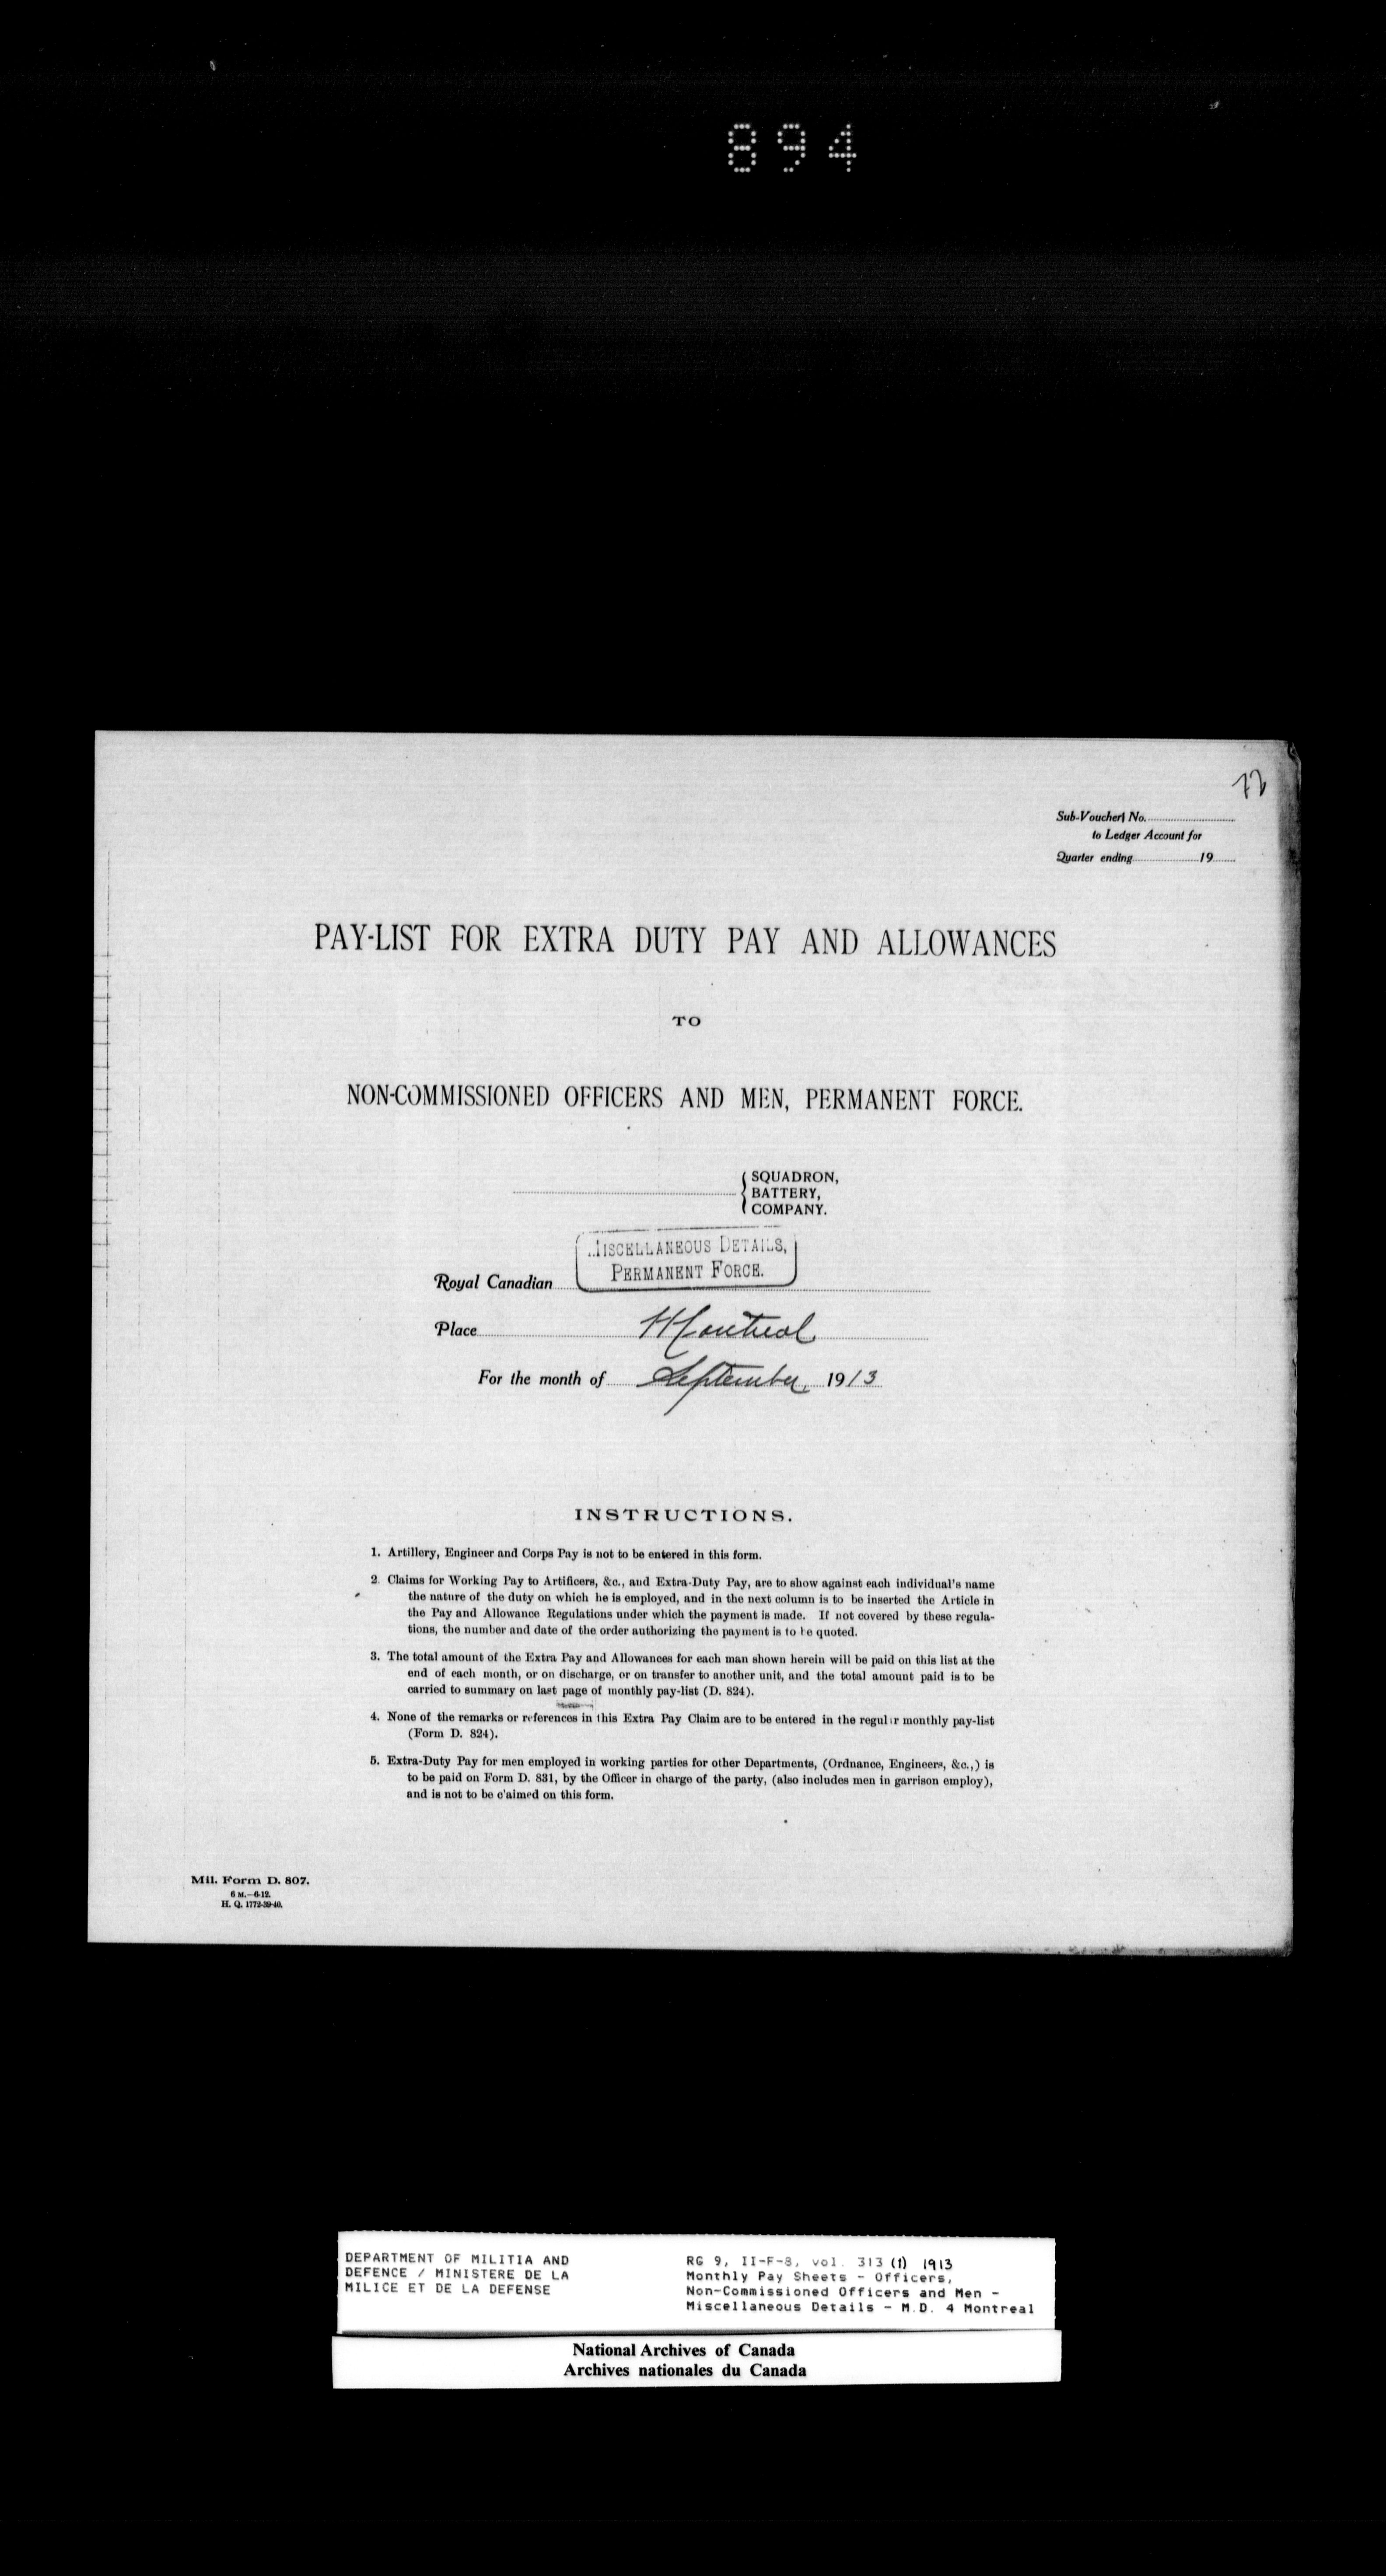 894
Sub-Voucher No.
to Ledger Account for
Quarter ending 19
PAY-LIST FOR EXTRA DUTY PAY AND ALLOWANCES
TO
NON-COMMISSIONED OFFICERS AND MEN, PERMANENT FORCE.
SQUADRON,
BATTERY,
COMPANY.
MISCELLANEOUS DETAILS,
PERMANENT FORCE.
Royal Canadian
Place Montreal
For the month of September 1913
INSTRUCTIONS.
1. Artillery, Engineer and Corps Pay is not to be entered in this form.
2. Claims for Working Pay to Artificers, &c., and Extra-Duty Pay, are to show against each individual's name
the nature of the duty on which he is employed, and in the next column is to be inserted the Article in
the Pay and Allowance Regulations under which the payment is made. If not covered by these regula-
tions, the number and date of the order authorizing the payment is to be quoted.
3. The total amount of the Extra Pay and Allowances for each man shown herein will be paid on this list at the
end of each month, or on discharge, or on transfer to another unit, and the total amount paid is to be
carried to summary on last page of monthly pay-list (D. 824).
4. None of the remarks or references in this Extra Pay Claim are to be entered in the regular monthly pay-list
(Form D. 824).
5. Extra-Duty Pay for men employed in working parties for other Departments, (Ordnance, Engineers, &c.,) is
to be paid on Form D. 831, by the Officer in charge of the party, (also includes men in garrison employ),
and is not to be claimed on this form.
Mil. Form D. 807.
6 M.—6-12.
H. Q. 1772-39-40.
DEPARTMENT OF MILITIA AND
DEFENCE / MINISTERE DE LA
MILICE ET DE LA DEFENSE
RG 9, II-F-8, vol. 313 (1) 1913
Monthly Pay Sheets - Officers,
Non-Commissioned Officers and Men -
Miscellaneous Details - M.D. 4 Montreal
National Archives of Canada
Archives nationales du Canada